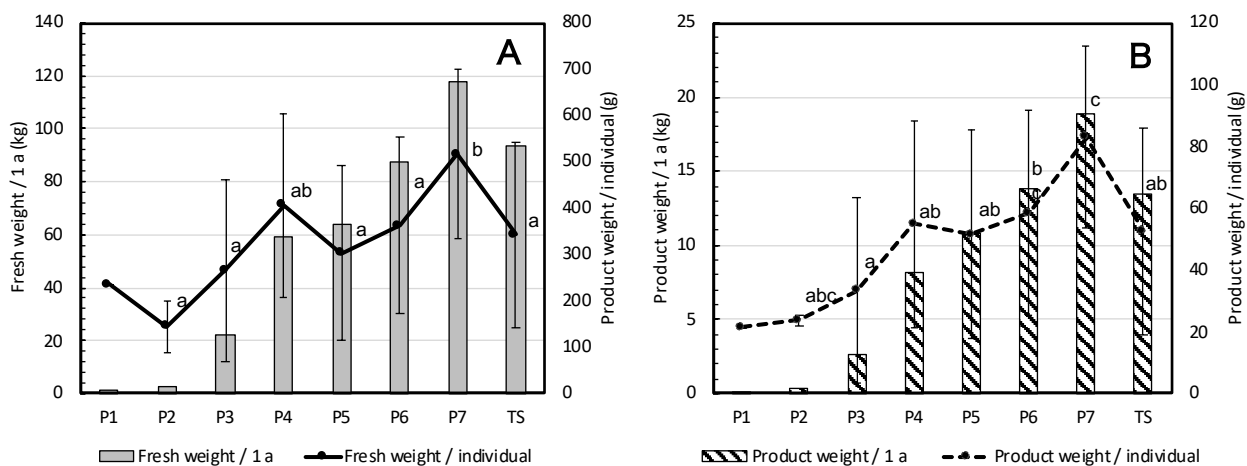 A
Fresh weight / 1 a (kg)
140
120
100
80
60
40
20
0
800
700
600
500
400
300
200
100
0
Product weight / individual (g)
a
a
ab
a
a
b
a
P1 P2 P3 P4 P5 P6 P7 TS
Fresh weight / 1 a Fresh weight / individual
B
Product weight / 1 a (kg)
25
20
15
10
5
0
120
100
80
60
40
20
0
Product weight / individual (g)
abc
a
ab
ab
b
c
c
ab
P1 P2 P3 P4 P5 P6 P7 TS
Product weight / 1 a Product weight / individual